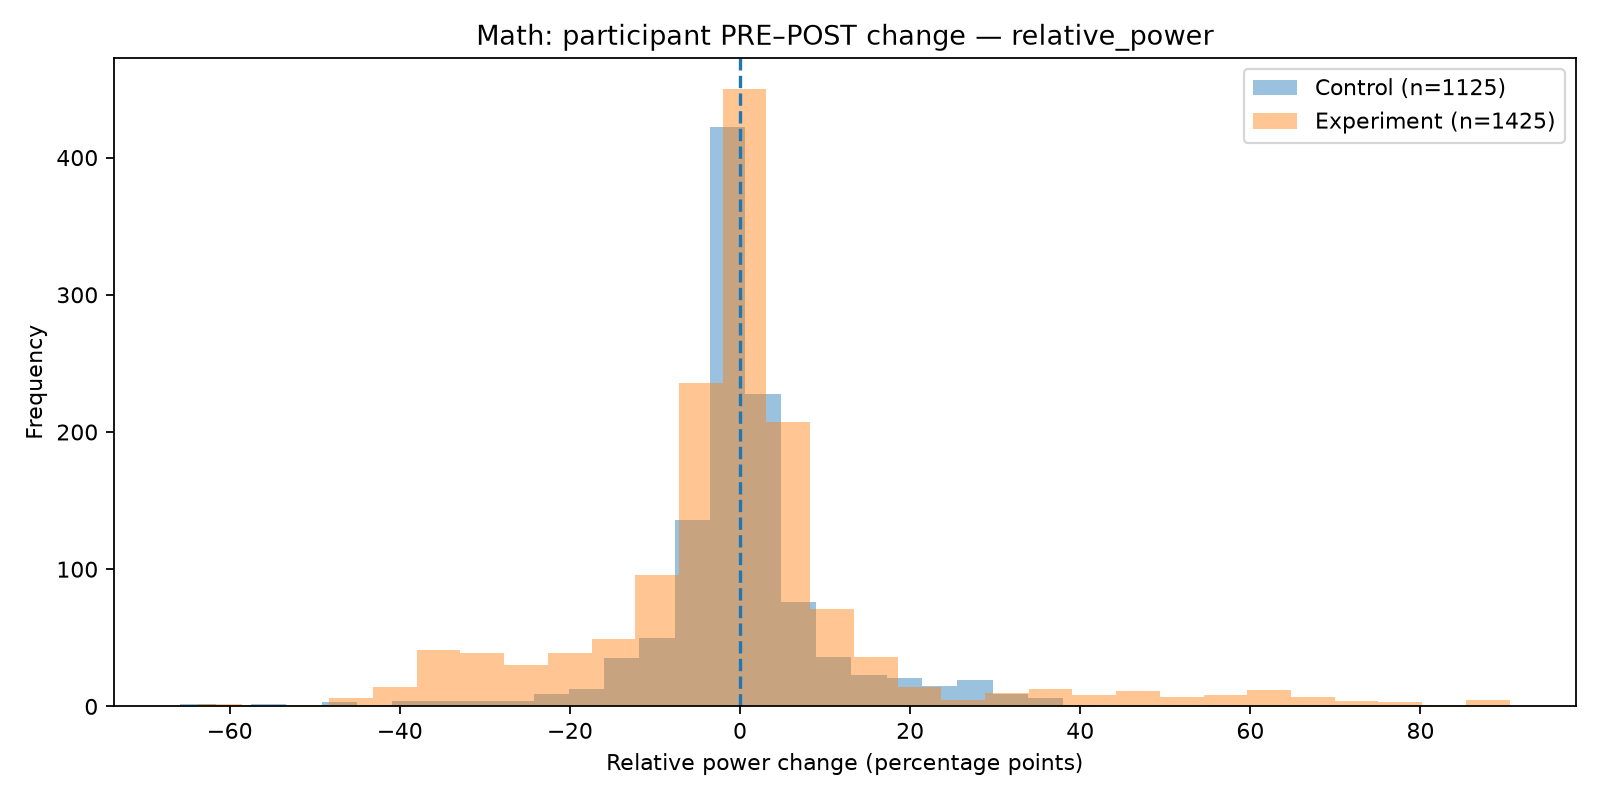 Math: participant PRE–POST change — relative_power
Control (n=1125)
Experiment (n=1425)
Frequency
400
300
200
100
0
−60
−40
−20
0
20
40
60
80
Relative power change (percentage points)